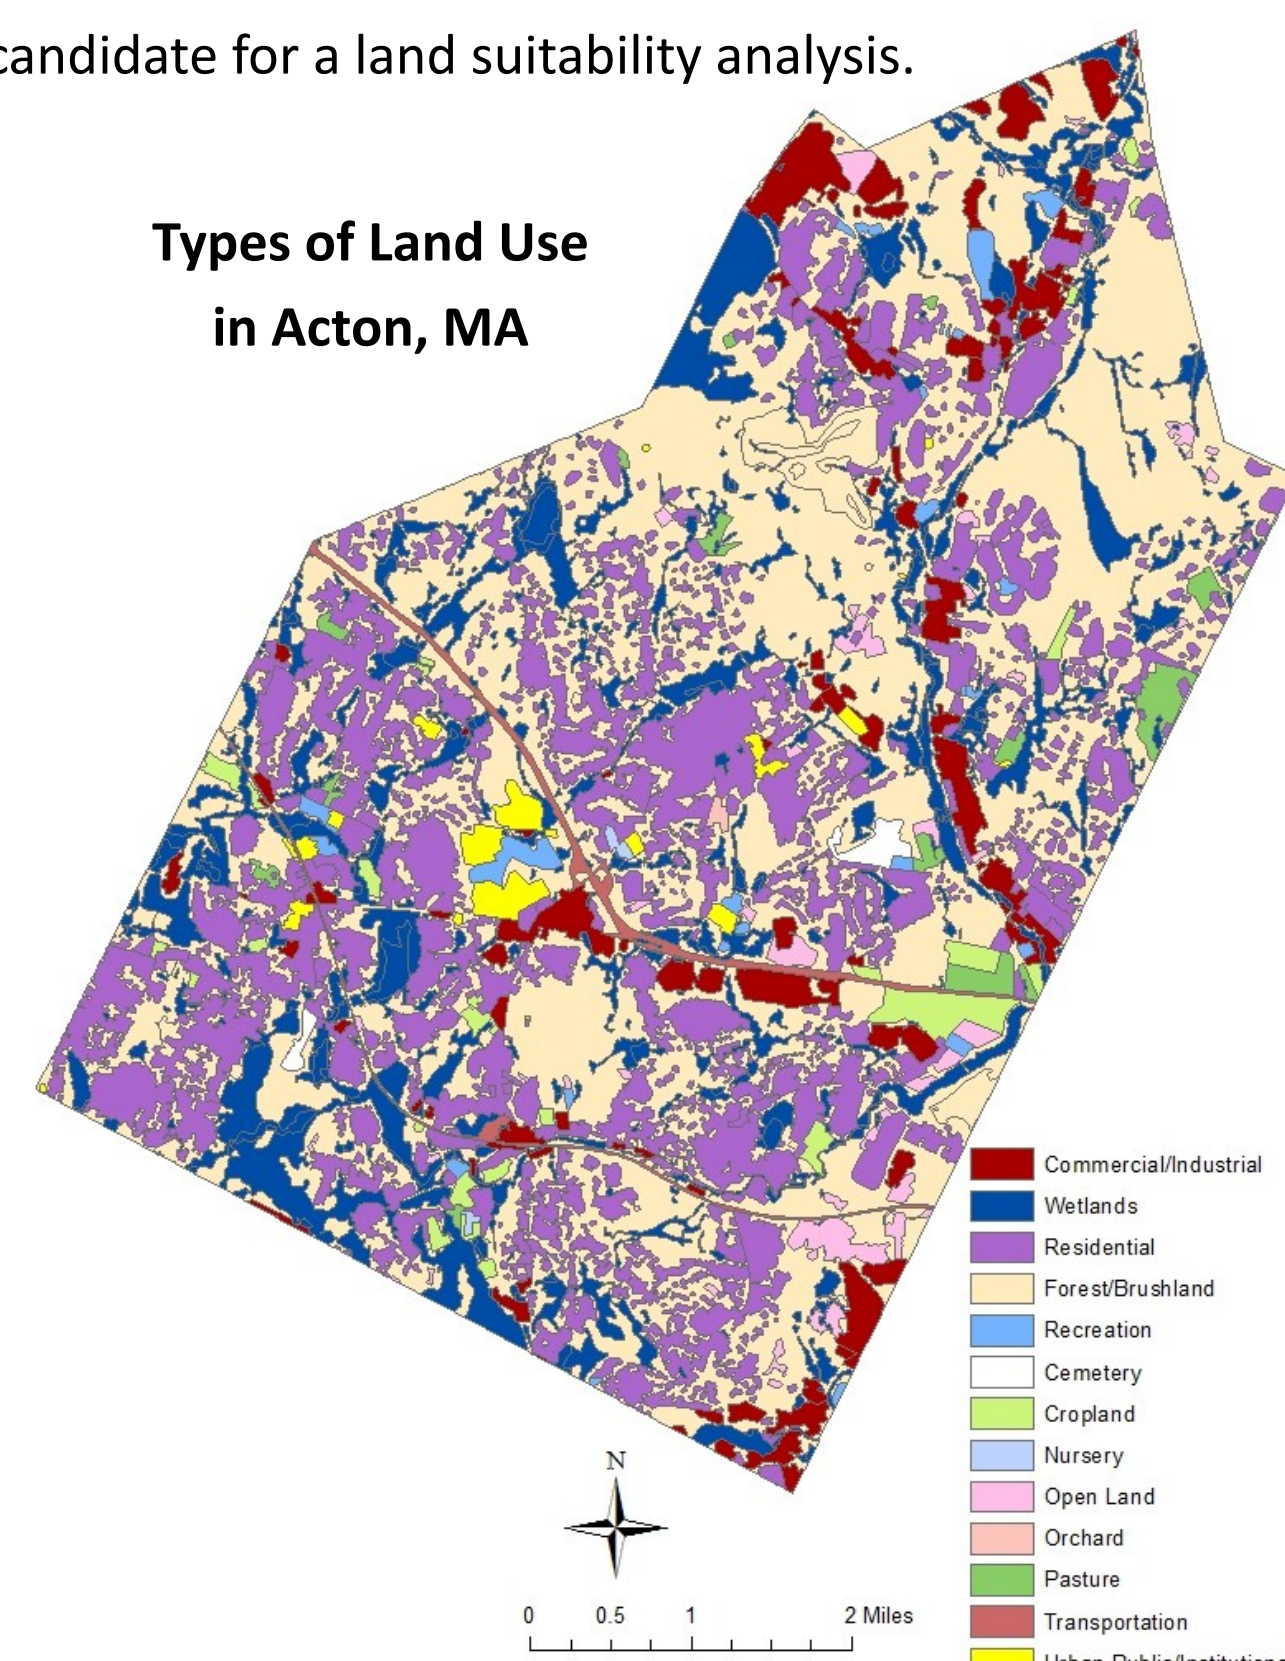 candidate for a land suitability analysis.
Types of Land Use
in Acton, MA
Commercial/Industrial
Wetlands
Residential
Forest/Brushland
Recreation
Cemetery
Cropland
Nursery
Open Land
Orchard
Pasture
Transportation
N
0 0.5 1 2 Miles